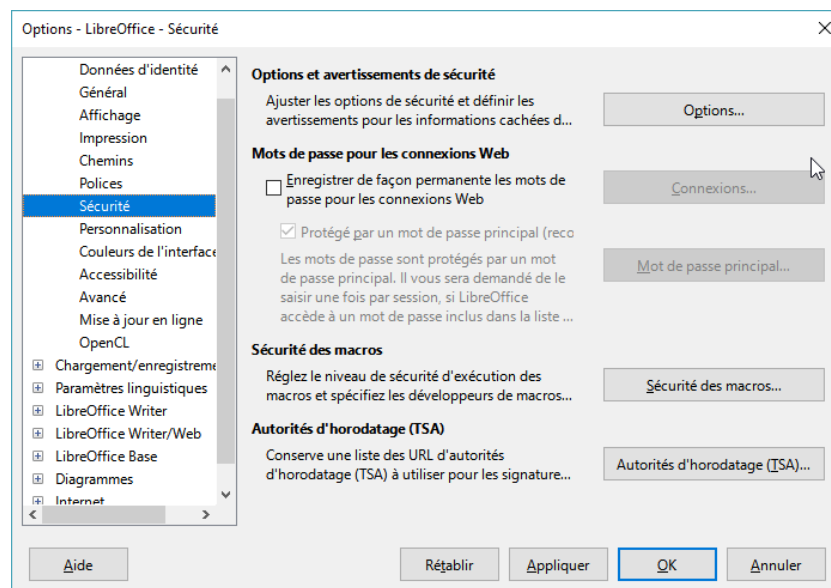 Options - LibreOffice - Sécurité
Données d'identité
Général
Affichage
Impression
Chemins
Polices
Sécurité
Personnalisation
Couleurs de l'interface
Accessibilité
Avancé
Mise à jour en ligne
OpenCL
Chargement/enregistreme
Paramètres linguistiques
LibreOffice Writer
LibreOffice Writer/Web
LibreOffice Base
Diagrammes
Internet
Options et avertissements de sécurité
Ajuster les options de sécurité et définir les
avertissements pour les informations cachées d...
Options...
Mots de passe pour les connexions Web
Enregistrer de façon permanente les mots de
passe pour les connexions Web
Connexions...
Protégé par un mot de passe principal (reco
Les mots de passe sont protégés par un mot
de passe principal. Il vous sera demandé de le
saisir une fois par session, si LibreOffice
accède à un mot de passe inclus dans la liste ...
Mot de passe principal...
Sécurité des macros
Réglez le niveau de sécurité d'exécution des
macros et spécifiez les développeurs de macros...
Sécurité des macros...
Autorités d'horodatage (TSA)
Conserve une liste des URL d'autorités
d'horodatage (TSA) à utiliser pour les signature...
Autorités d'horodatage (TSA)...
Aide
Rétablir
Appliquer
OK
Annuler